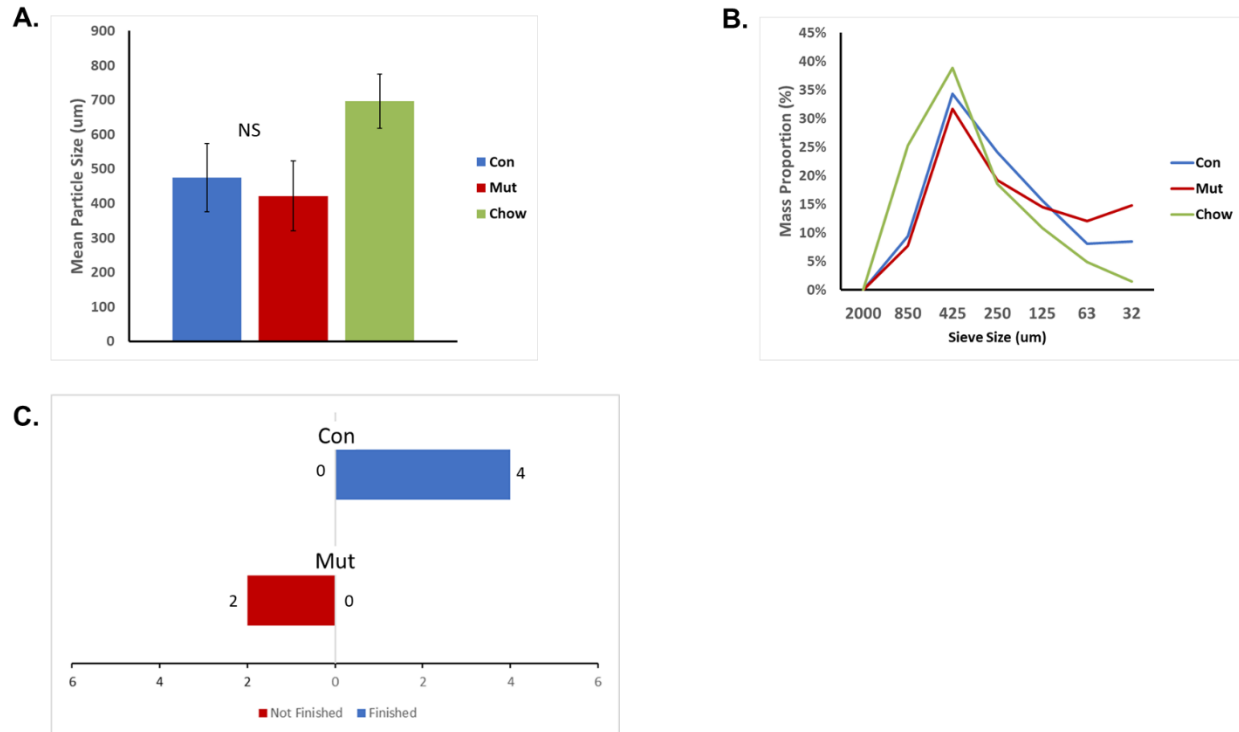 A.
900
800
700
600
500
400
300
200
100
0
Mean Particle Size (um)
NS
Con
Mut
Chow
B.
45%
40%
35%
30%
25%
20%
15%
10%
5%
0%
Mass Proportion (%)
2000 850 425 250 125 63 32
Sieve Size (um)
Con
Mut
Chow
C.
Con
0 4
Mut
2 0
6 4 2 0 2 4 6
Not Finished Finished